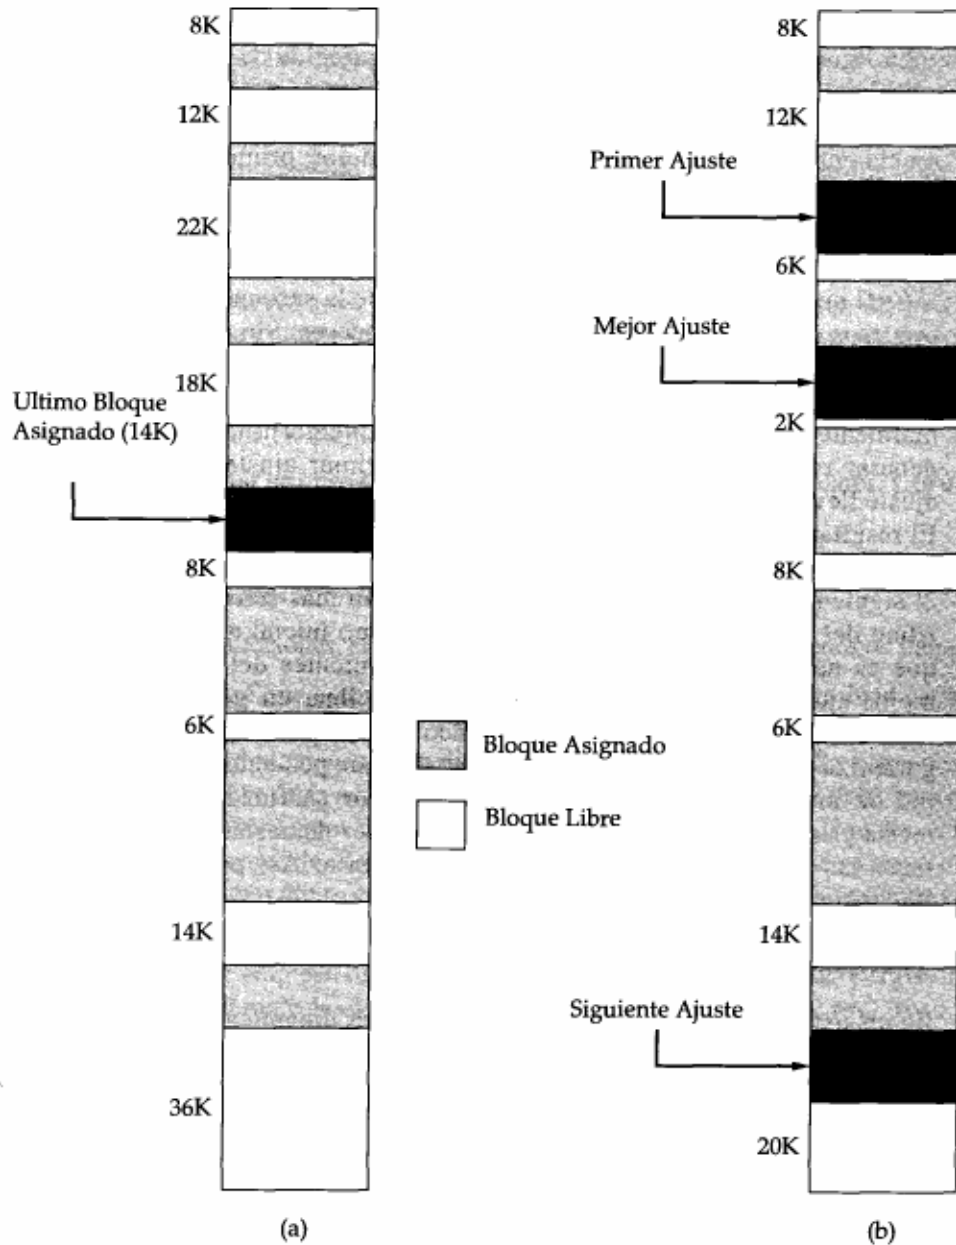 8K
12K
22K
18K
Ultimo Bloque
Asignado (14K)
8K
6K
14K
36K
(a)
Bloque Asignado
Bloque Libre
8K
12K
Primer Ajuste
6K
Mejor Ajuste
2K
8K
6K
14K
Siguiente Ajuste
20K
(b)